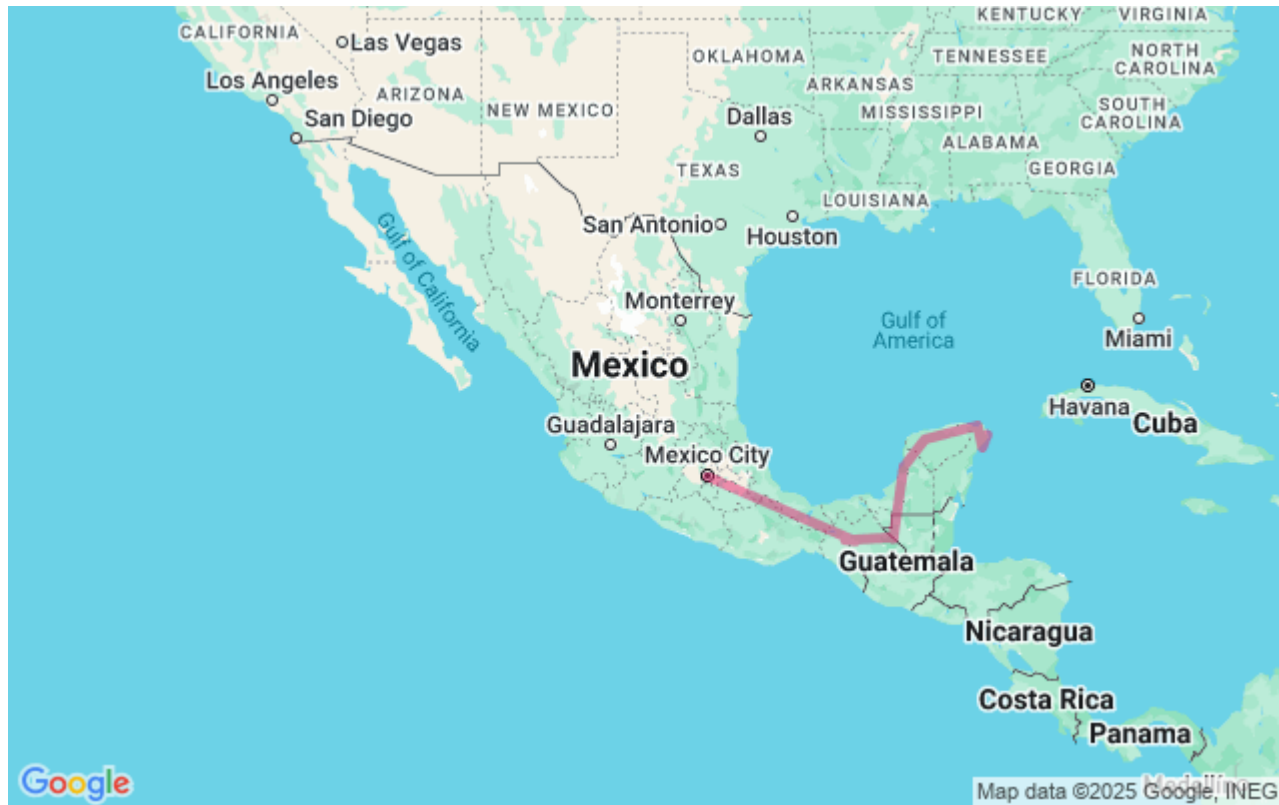 KENTUCKY
VIRGINIA
CALIFORNIA
Las Vegas
OKLAHOMA
TENNESSEE
NORTH
CAROLINA
Los Angeles
ARIZONA
NEW MEXICO
ARKANSAS
MISSISSIPPI
SOUTH
CAROLINA
San Diego
Dallas
ALABAMA
TEXAS
GEORGIA
LOUISIANA
San Antonio
Houston
Gulf of California
FLORIDA
Monterrey
Gulf of
America
Miami
Mexico
Havana
Cuba
Guadalajara
Mexico City
Guatemala
Nicaragua
Costa Rica
Panama
Medellín
Google
Map data ©2025 Google, INEG